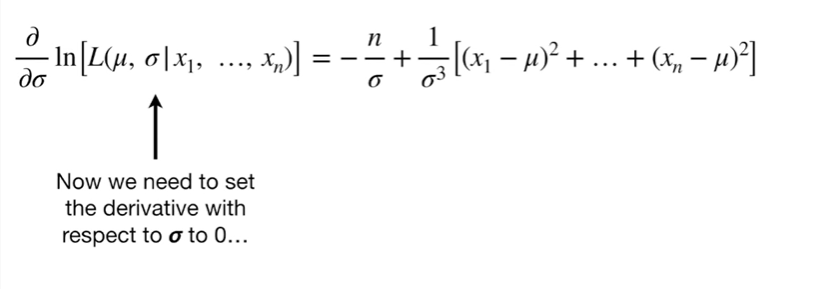 ∂/∂σ ln[L(μ, σ|x₁, ..., xₙ)] = −n/σ + 1/σ³ [(x₁ − μ)² + ... + (xₙ − μ)²]
Now we need to set
the derivative with
respect to σ to 0...